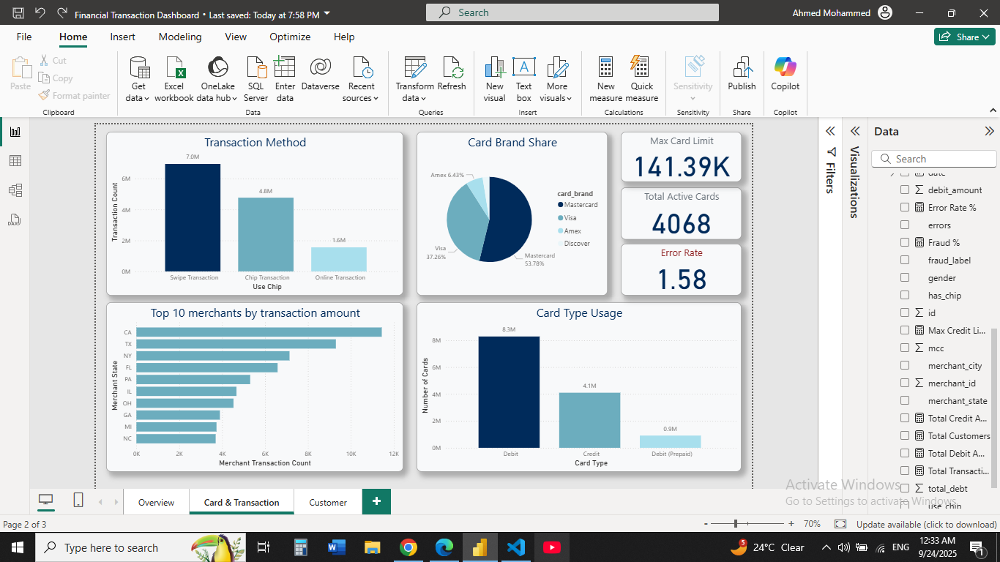 Financial Transaction Dashboard • Last saved: Today at 7:58 PM
Search
Ahmed Mohammed
File Home Insert Modeling View Optimize Help
Share
Paste
Cut
Copy
Format painter
Clipboard
Get data
Excel workbook
OneLake data hub
SQL Server
Enter data
Dataverse
Recent sources
Data
Transform data
Refresh
Queries
New visual
Text box
More visuals
Insert
New measure
Quick measure
Calculations
Sensitivity
Sensitivity
Publish
Share
Copilot
Copilot
Transaction Method
7.0M
4.8M
1.6M
6M
4M
2M
0M
Transaction Count
Swipe Transaction Chip Transaction Online Transaction
Use Chip
Card Brand Share
Amex 6.43%
Visa
37.26%
Mastercard
53.78%
card_brand
Mastercard
Visa
Amex
Discover
Max Card Limit
141.39K
Total Active Cards
4068
Error Rate
1.58
Top 10 merchants by transaction amount
Merchant State
CA
TX
NY
FL
PA
IL
OH
GA
MI
NC
0K 2K 4K 6K 8K 10K 12K
Merchant Transaction Count
Card Type Usage
8.3M
4.1M
0.9M
8M
6M
4M
2M
0M
Number of Cards
Debit Credit Debit (Prepaid)
Card Type
Filters
Visualizations
Data
Search
date
debit_amount
Error Rate %
errors
Fraud %
fraud_label
gender
has_chip
id
Max Credit Li...
mcc
merchant_city
merchant_id
merchant_state
Total Credit A...
Total Customers
Total Debit A...
Total Transacti...
total_debt
use_chip
Activate Windows
Go to Settings to activate Windows.
Overview Card & Transaction Customer +
Page 2 of 3
- + 70%
Update available (click to download)
Type here to search
5
24°C Clear
ENG
12:33 AM
9/24/2025
1